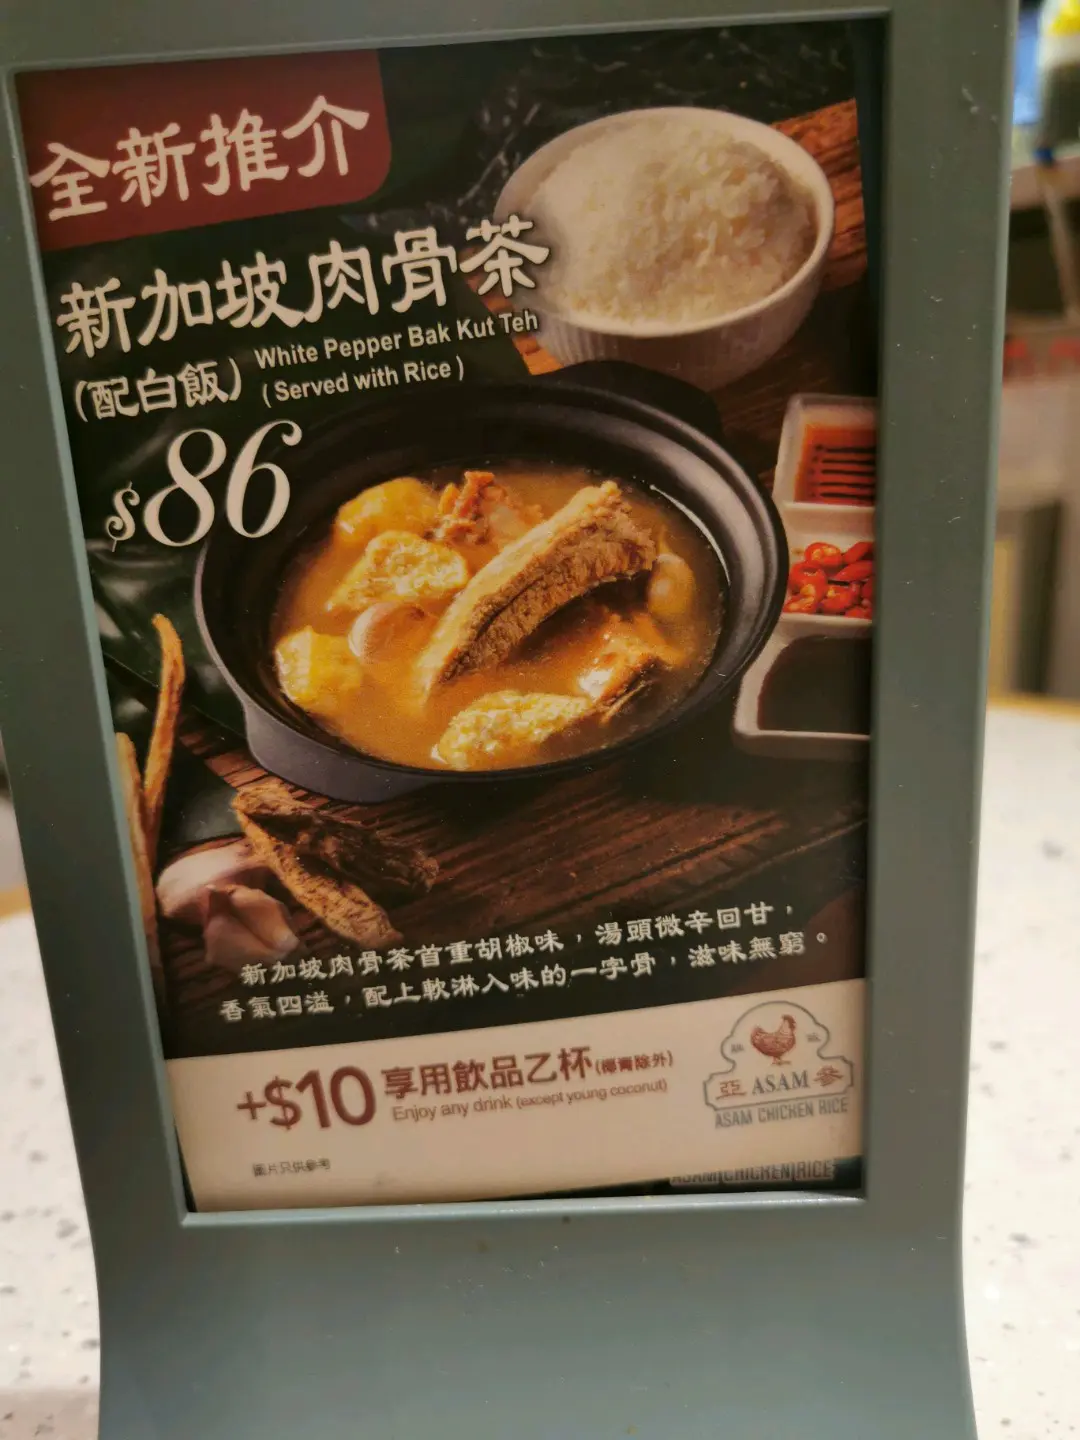 全新推介
新加坡肉骨茶
(配白飯)
White Pepper Bak Kut Teh
(Served with Rice)
$86
新加坡肉骨茶首重胡椒味，湯頭微辛回甘，
香氣四溢，配上軟淋入味的一字骨，滋味無窮。
+$10 享用飲品乙杯(椰青除外)
Enjoy any drink (except young coconut)
亞 ASAM 參
ASAM CHICKEN RICE
圖片只供參考
ASAM CHICKEN RICE